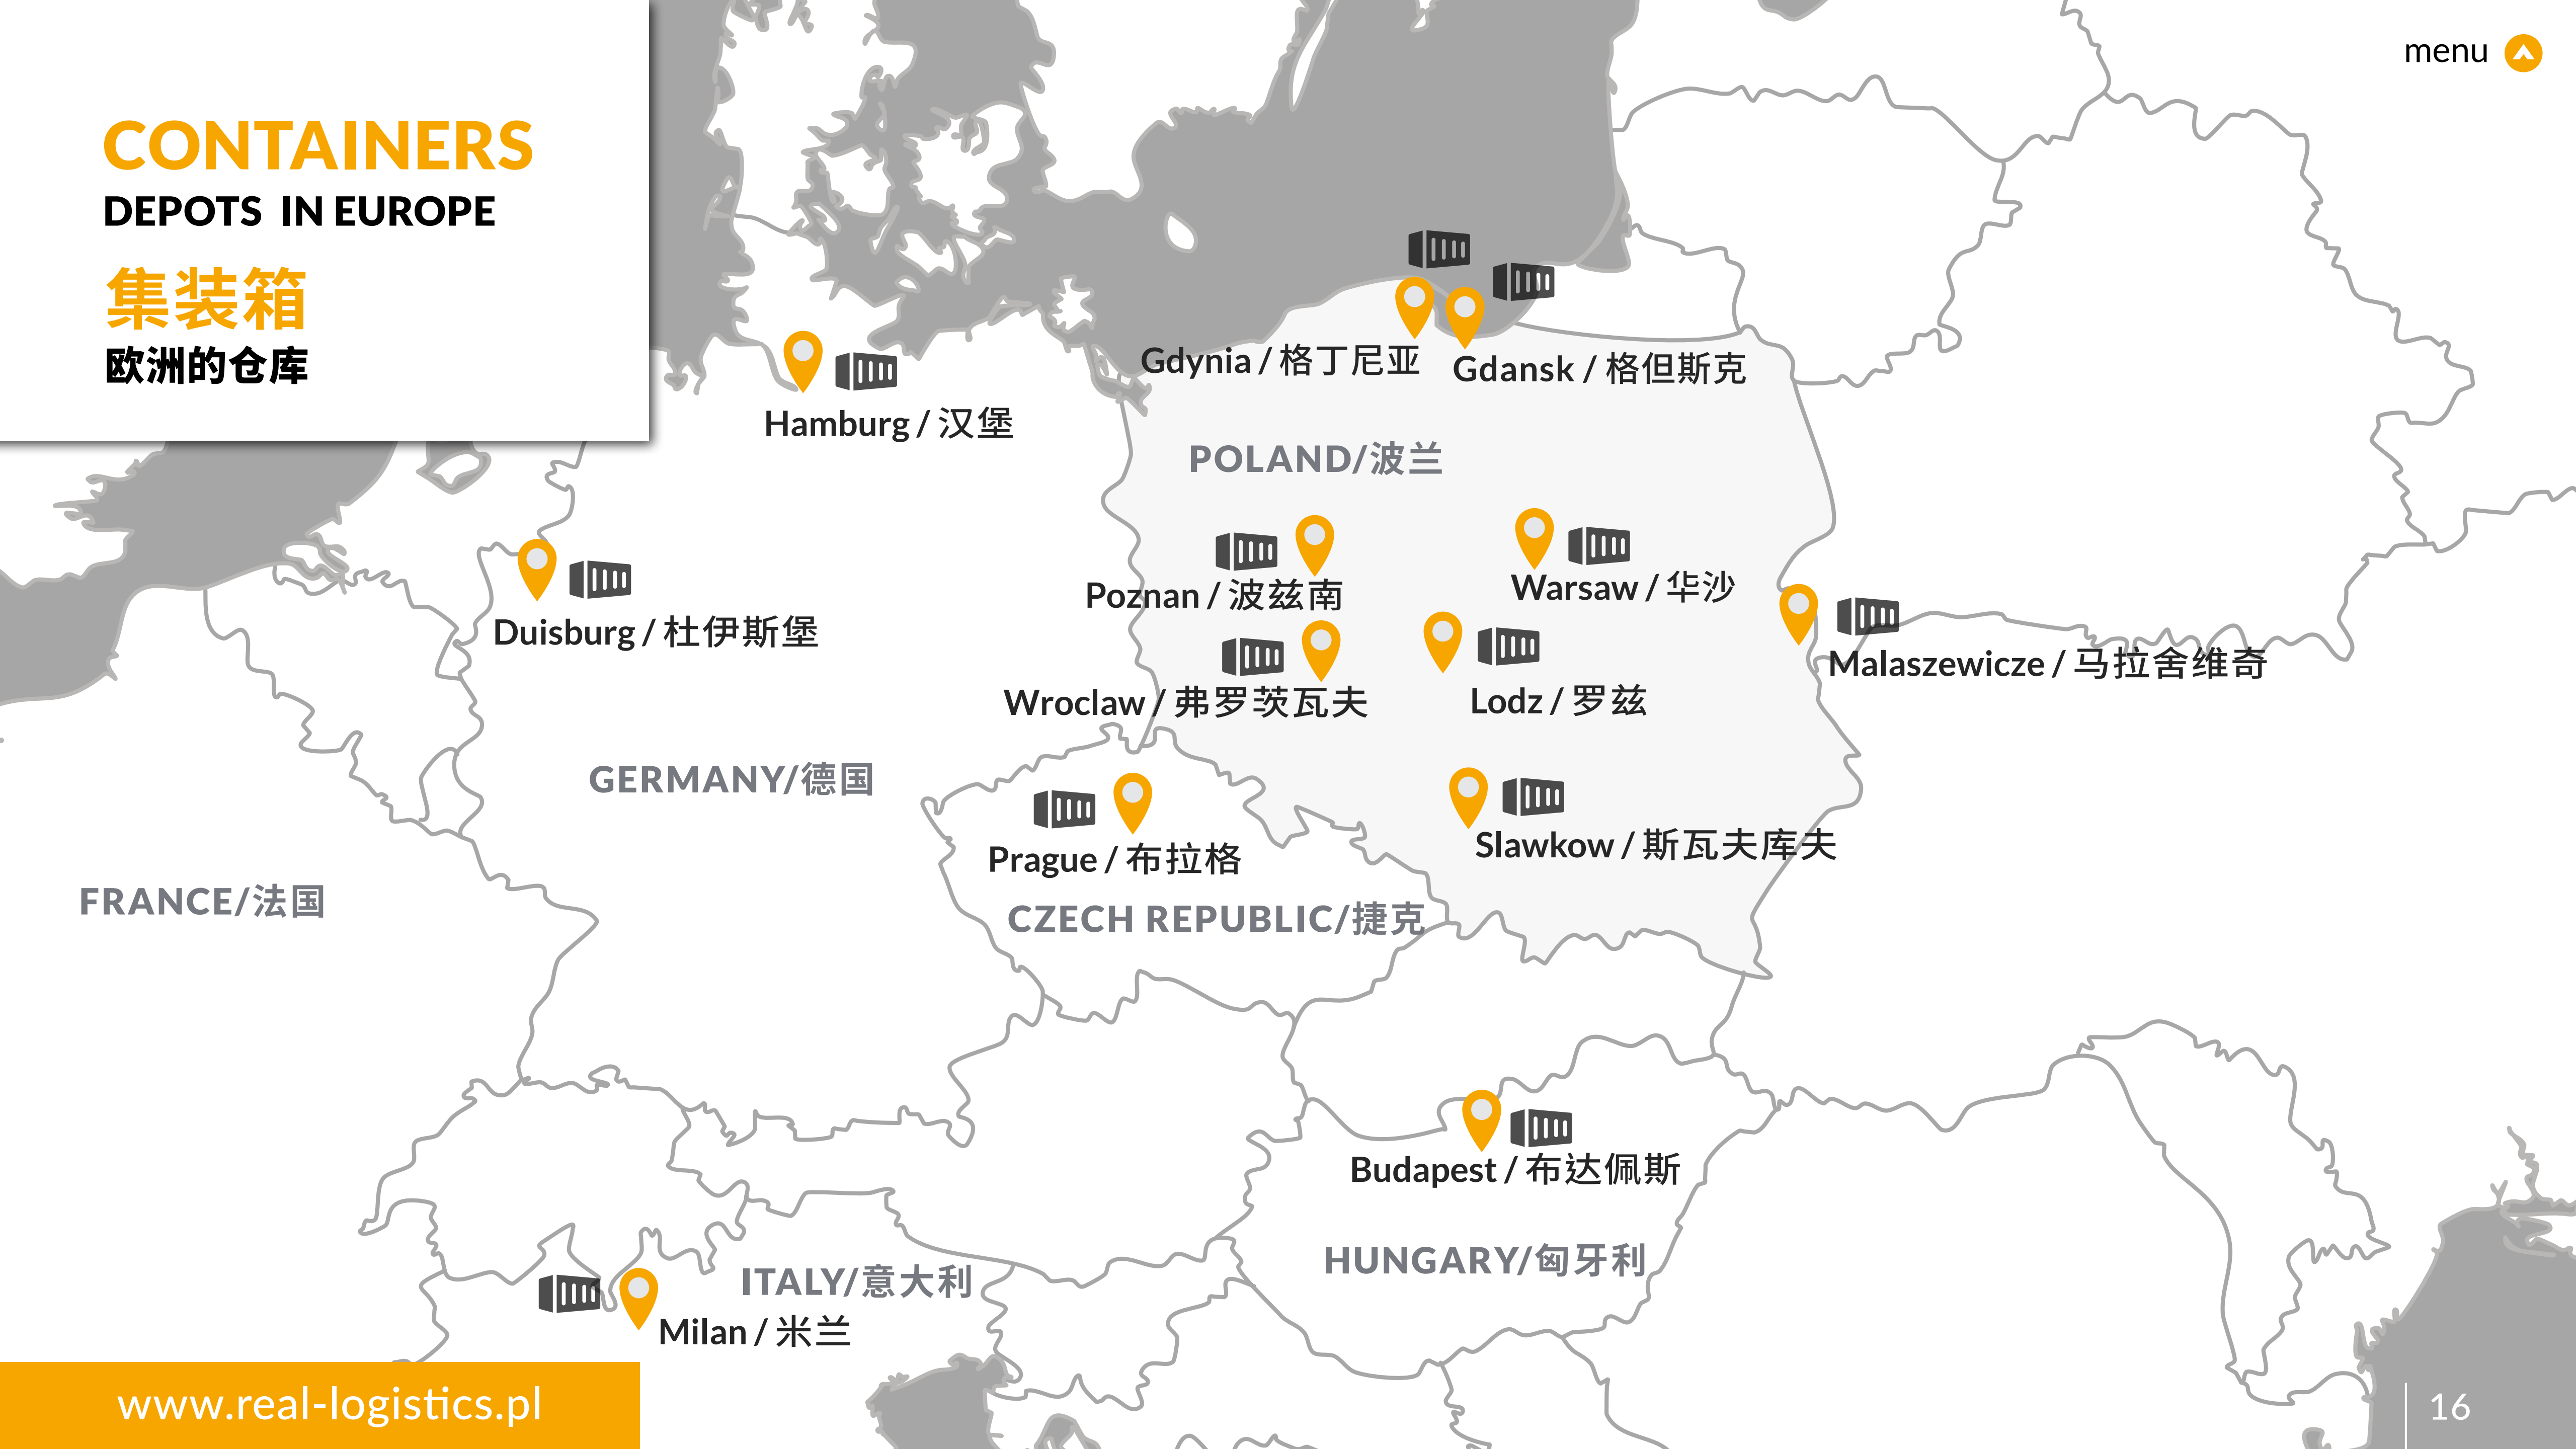 menu
CONTAINERS
DEPOTS IN EUROPE
集装箱
欧洲的仓库
Gdynia / 格丁尼亚
Gdansk / 格但斯克
Hamburg / 汉堡
POLAND/波兰
Poznan / 波兹南
Warsaw / 华沙
Duisburg / 杜伊斯堡
Malaszewicze / 马拉舍维奇
Wroclaw / 弗罗茨瓦夫
Lodz / 罗兹
GERMANY/德国
Slawkow / 斯瓦夫库夫
Prague / 布拉格
FRANCE/法国
CZECH REPUBLIC/捷克
Budapest / 布达佩斯
HUNGARY/匈牙利
ITALY/意大利
Milan / 米兰
www.real-logistics.pl
16